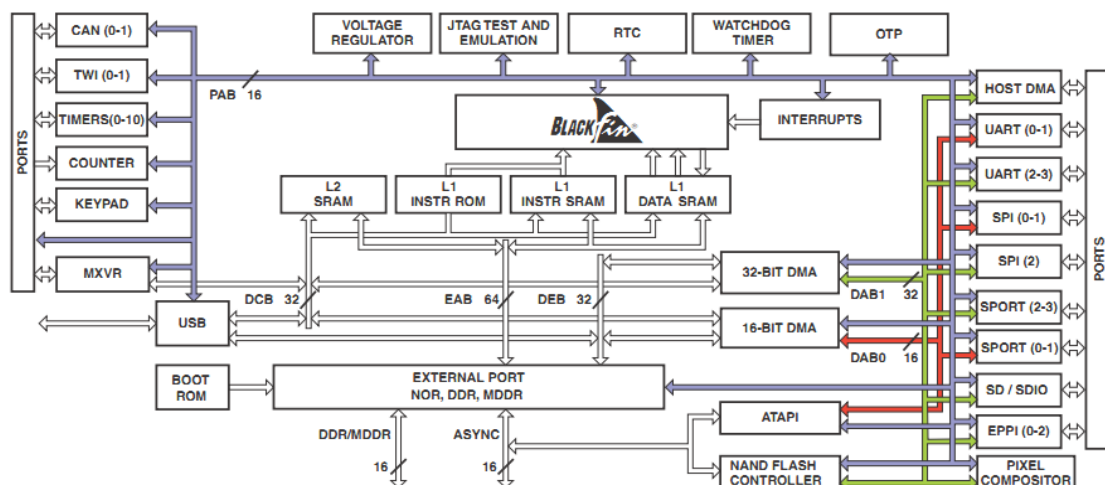 CAN (0-1)
TWI (0-1)
TIMERS(0-10)
COUNTER
KEYPAD
MXVR
USB
PORTS
PAB
16
VOLTAGE
REGULATOR
JTAG TEST AND
EMULATION
RTC
WATCHDOG
TIMER
OTP
BLACKfin®
INTERRUPTS
L2
SRAM
L1
INSTR ROM
L1
INSTR SRAM
L1
DATA SRAM
DCB 32
EAB 64
DEB 32
32-BIT DMA
16-BIT DMA
DAB1 32
DAB0 16
BOOT
ROM
EXTERNAL PORT
NOR, DDR, MDDR
DDR/MDDR
16
ASYNC
16
ATAPI
NAND FLASH
CONTROLLER
HOST DMA
UART (0-1)
UART (2-3)
SPI (0-1)
SPI (2)
SPORT (2-3)
SPORT (0-1)
SD / SDIO
EPPI (0-2)
PIXEL
COMPOSITOR
PORTS